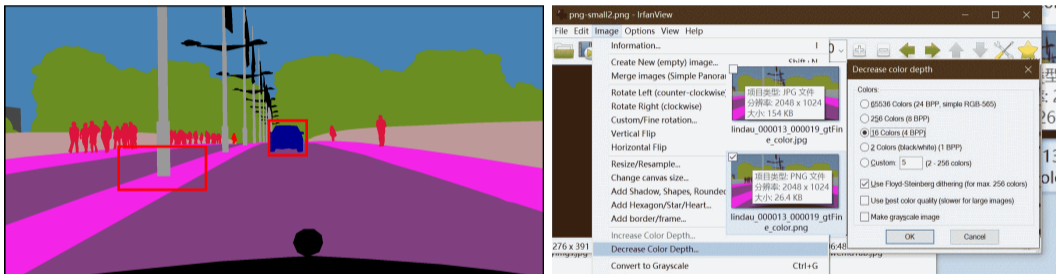 png-small2.png - IrfanView
File Edit Image Options View Help
Information... I
Create New (empty) image...
Merge images (Simple Panorar
Rotate Left (counter-clockwise)
Rotate Right (clockwise)
Custom/Fine rotation...
Vertical Flip
Horizontal Flip
Resize/Resample...
Change canvas size...
Add Shadow, Shapes, Rounded
Add Hexagon/Star/Heart...
Add border/frame...
Increase Color Depth...
Decrease Color Depth...
Convert to Grayscale Ctrl+G
276 x 391
项目类型: JPG 文件
分辨率: 2048 x 1024
大小: 154 KB
lindau_000013_000019_gtFin
e_color.jpg
项目类型: PNG 文件
分辨率: 2048 x 1024
大小: 26.4 KB
lindau_000013_000019_gtFin
e_color.png
Decrease color depth
Colors:
65536 Colors (24 BPP, simple RGB-565)
256 Colors (8 BPP)
16 Colors (4 BPP)
2 Colors (black/white) (1 BPP)
Custom: 5 (2 - 256 colors)
Use Floyd-Steinberg dithering (for max. 256 colors)
Use best color quality (slower for large images)
Make grayscale image
OK Cancel